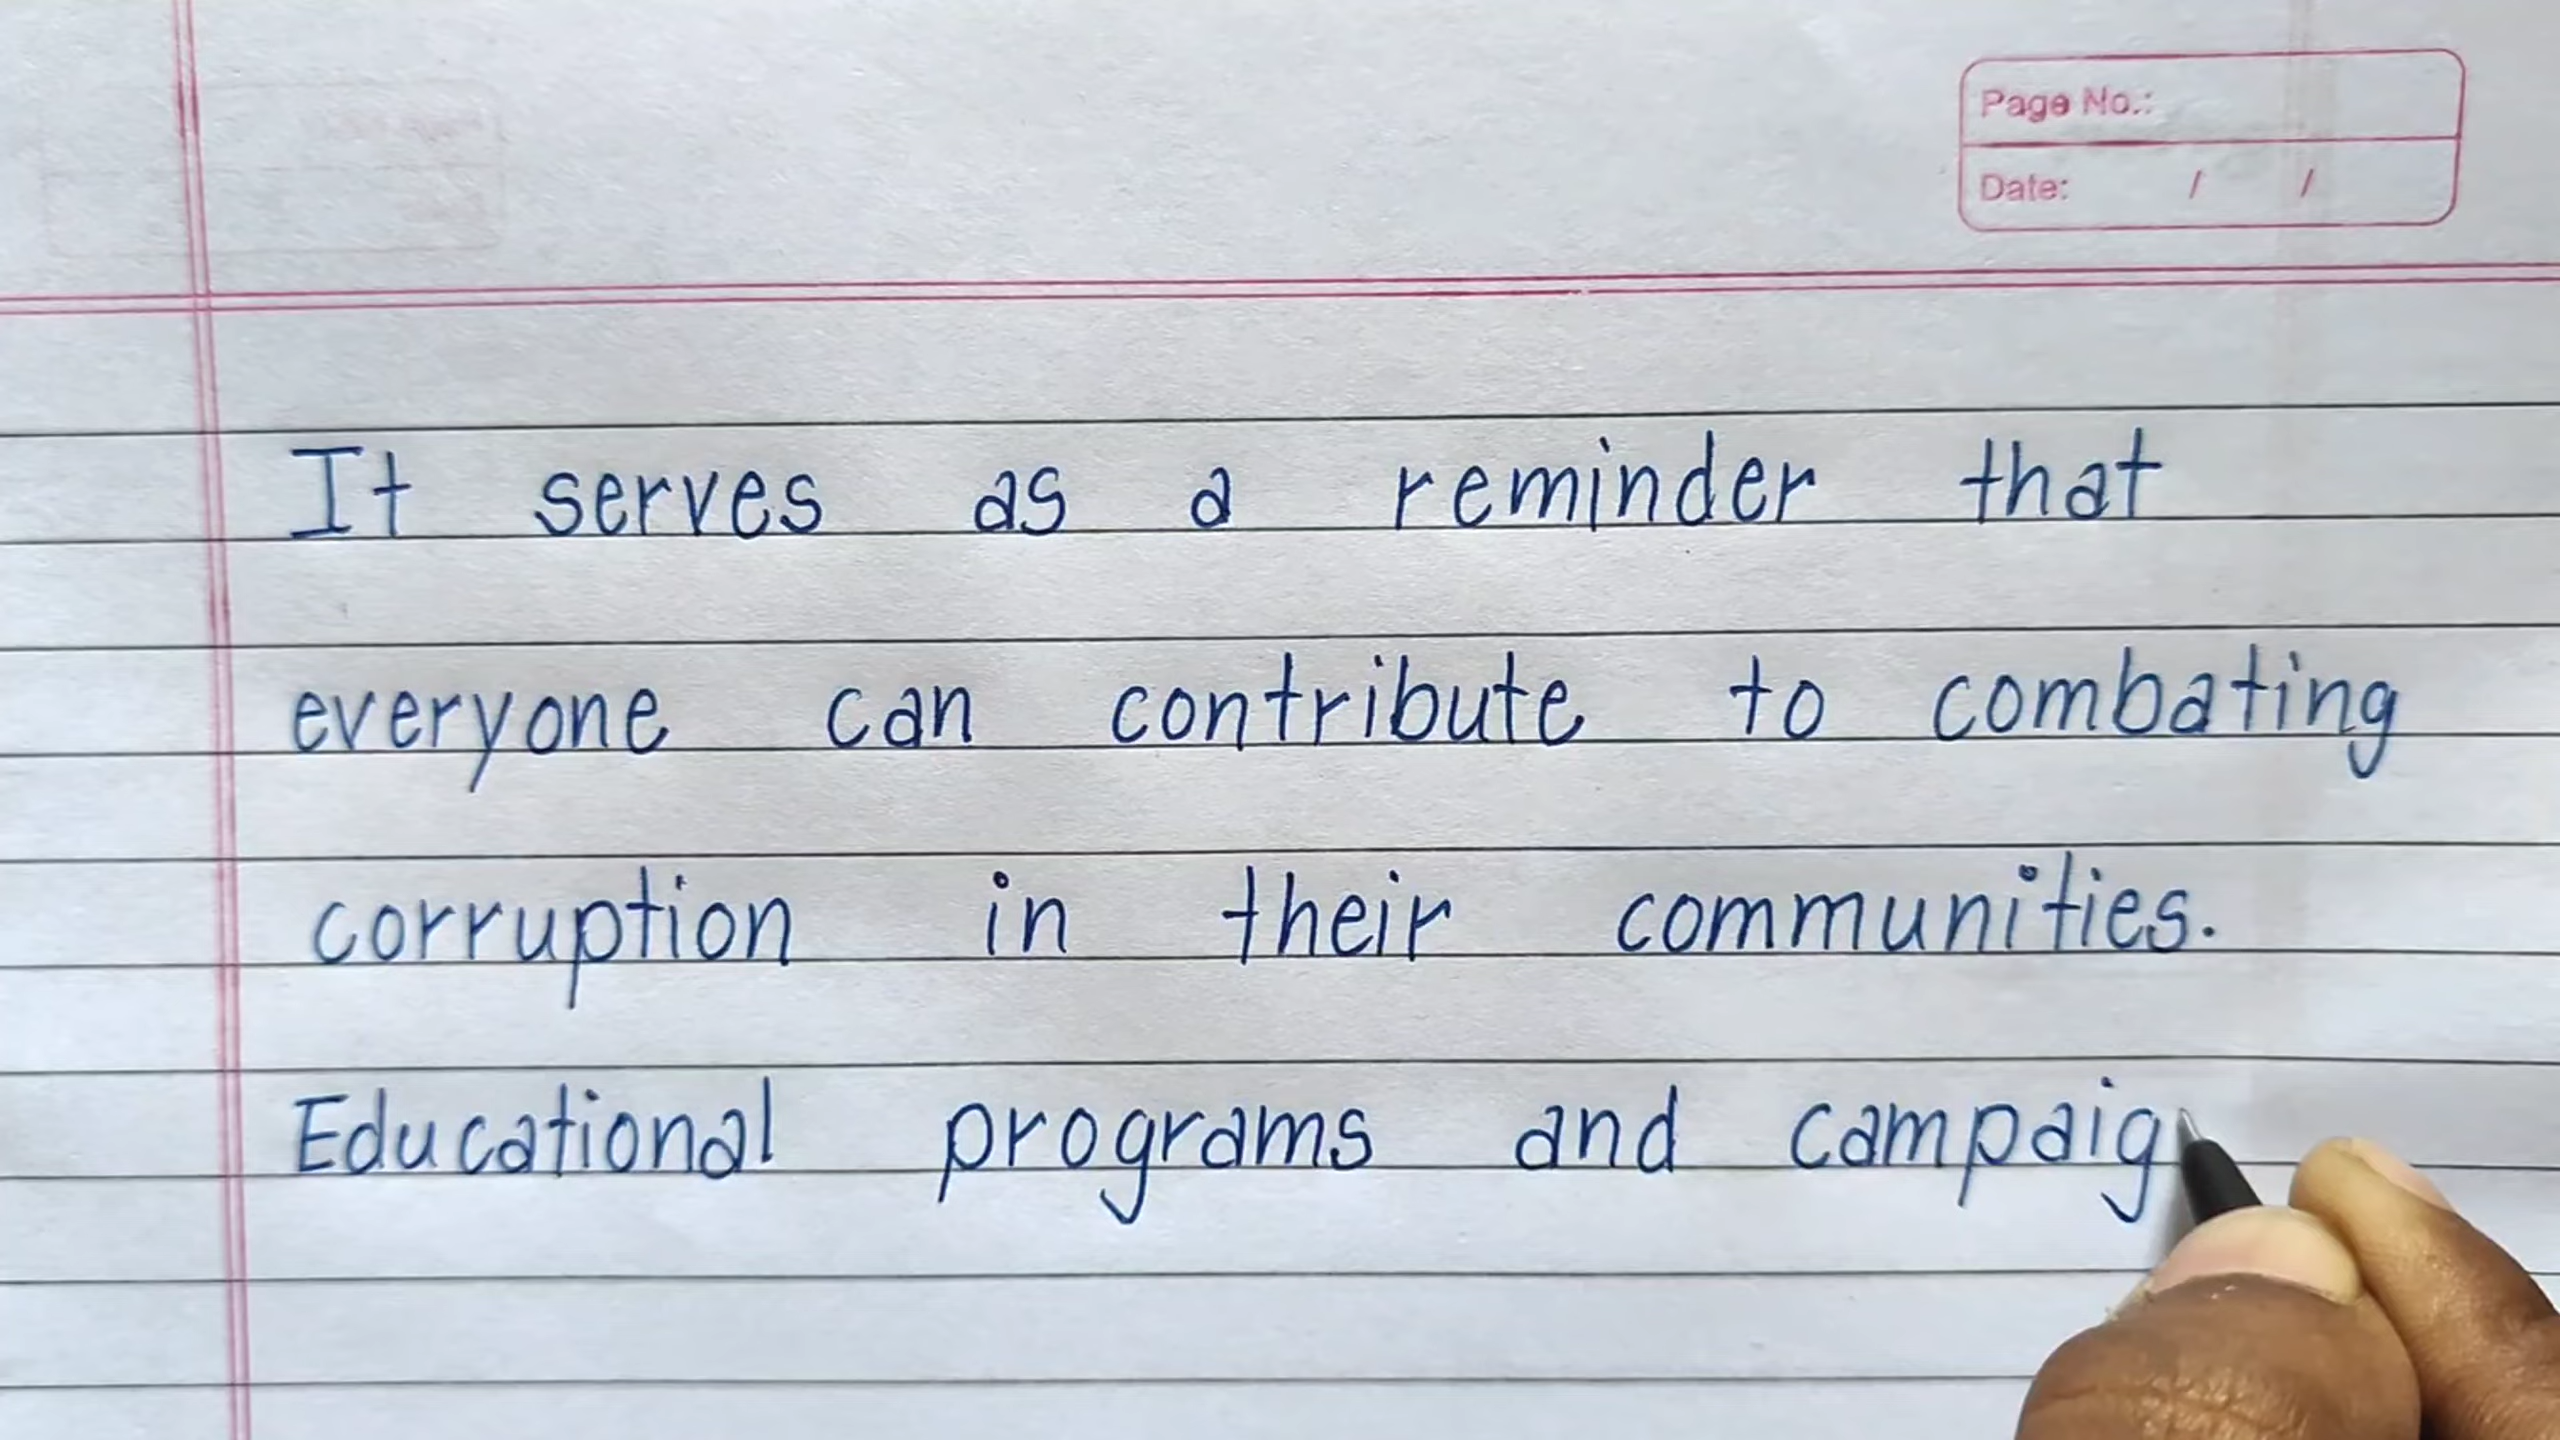 Page No.:
Date: / /
It serves as a reminder that
everyone can contribute to combating
corruption in their communities.
Educational programs and campaig